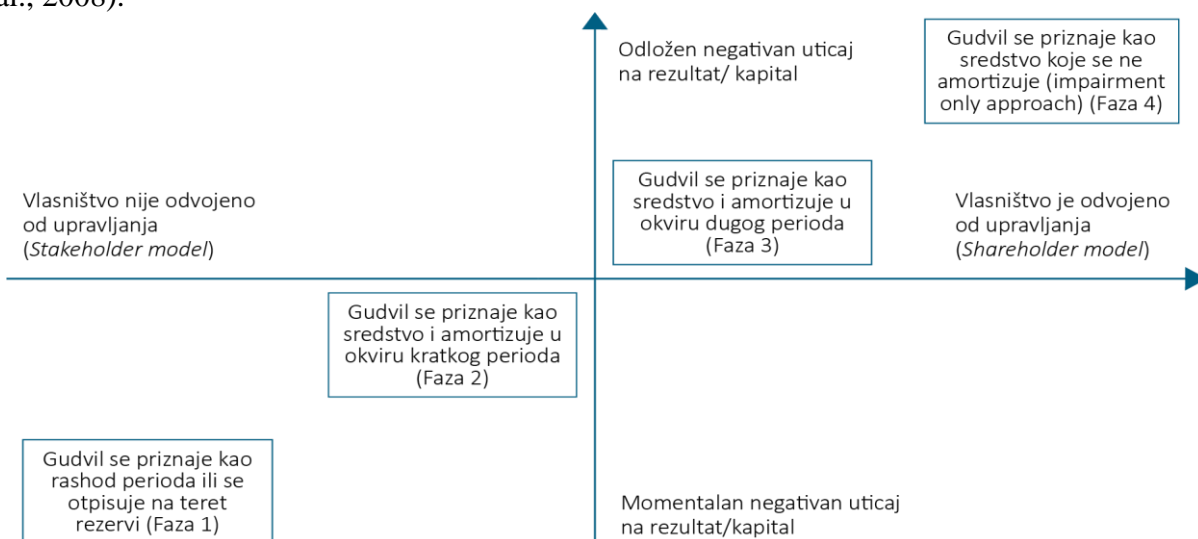 al., 2008).
Odložen negativan uticaj
na rezultat/ kapital
Gudvil se priznaje kao
sredstvo koje se ne
amortizuje (impairment
only approach) (Faza 4)
Vlasništvo nije odvojeno
od upravljanja
(Stakeholder model)
Gudvil se priznaje kao
sredstvo i amortizuje u
okviru dugog perioda
(Faza 3)
Vlasništvo je odvojeno
od upravljanja
(Shareholder model)
Gudvil se priznaje kao
sredstvo i amortizuje u
okviru kratkog perioda
(Faza 2)
Gudvil se priznaje kao
rashod perioda ili se
otpisuje na teret
rezervi (Faza 1)
Momentalan negativan uticaj
na rezultat/kapital